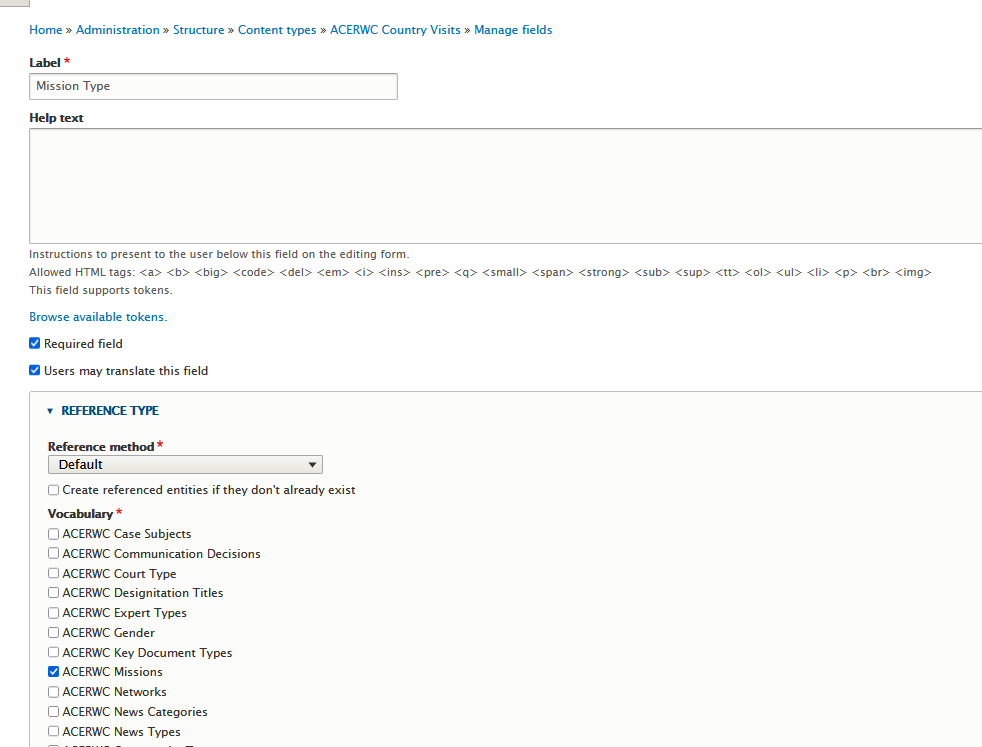 Home » Administration » Structure » Content types » ACERWC Country Visits » Manage fields
Label *
Mission Type
Help text
Instructions to present to the user below this field on the editing form.
Allowed HTML tags: <a> <b> <big> <code> <del> <em> <i> <ins> <pre> <q> <small> <span> <strong> <sub> <sup> <tt> <ol> <ul> <li> <p> <br> <img>
This field supports tokens.
Browse available tokens.
Required field
Users may translate this field
REFERENCE TYPE
Reference method *
Default
Create referenced entities if they don't already exist
Vocabulary *
ACERWC Case Subjects
ACERWC Communication Decisions
ACERWC Court Type
ACERWC Designitation Titles
ACERWC Expert Types
ACERWC Gender
ACERWC Key Document Types
ACERWC Missions
ACERWC Networks
ACERWC News Categories
ACERWC News Types